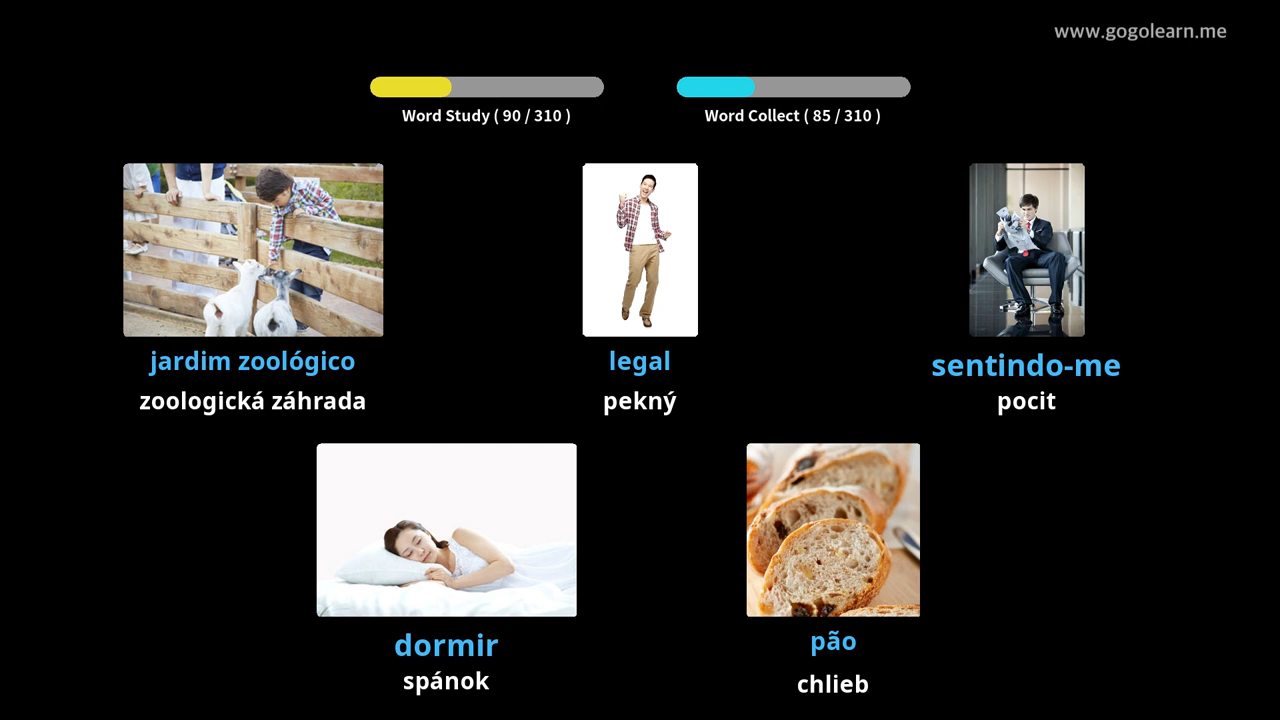 www.gogolearn.me
Word Study ( 90 / 310 )
Word Collect ( 85 / 310 )
jardim zoológico
zoologická záhrada
legal
pekný
sentindo-me
pocit
dormir
spánok
pão
chlieb